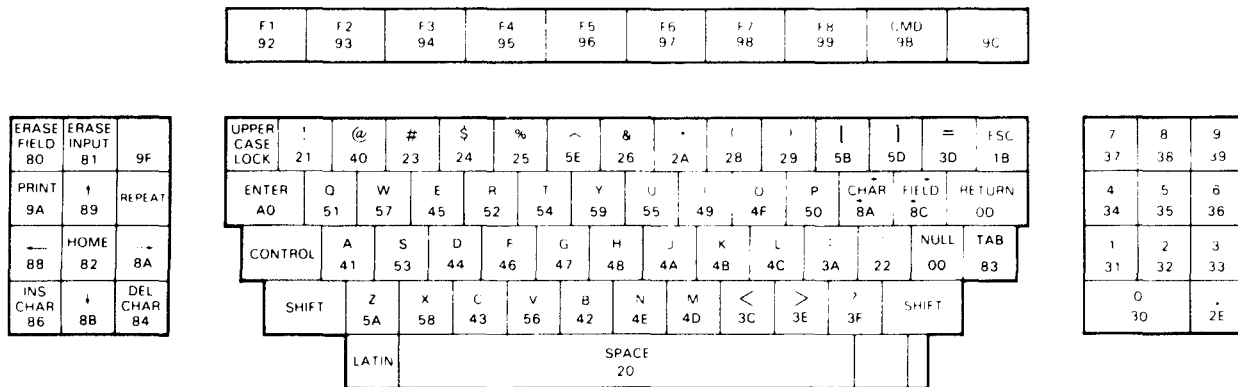 F1 F2 F3 F4 F5 F6 F7 F8 CMD
92 93 94 95 96 97 98 99 9B 9C
ERASE FIELD 80 ERASE INPUT 81 9F
UPPER CASE LOCK ! 21 @ 40 # 23 $ 24 % 25 ^ 5E & 26 2A ( 28 ) 29 [ 5B ] 5D = 3D ESC 1B
7 37 8 38 9 39
PRINT 9A ↑ 89 REPEAT
ENTER A0 Q 51 W 57 E 45 R 52 T 54 Y 59 U 55 I 49 O 4F P 50 CHAR 8A FIELD 8C RETURN 0D
4 34 5 35 6 36
← 88 HOME 82 → 8A
CONTROL A 41 S 53 D 44 F 46 G 47 H 48 J 4A K 4B L 4C : 3A 22 NULL 00 TAB 83
1 31 2 32 3 33
INS CHAR 86 ↓ 8B DEL CHAR 84
SHIFT Z 5A X 58 C 43 V 56 B 42 N 4E M 4D < 3C > 3E ? 3F SHIFT
0 30 . 2E
LATIN SPACE 20